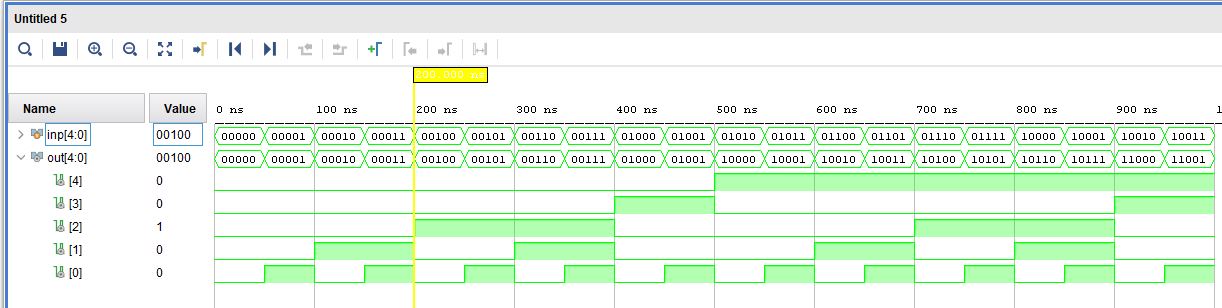 Untitled 5
200.000 ns
Name Value 0 ns 100 ns 200 ns 300 ns 400 ns 500 ns 600 ns 700 ns 800 ns 900 ns 1
inp[4:0] 00100 00000 00001 00010 00011 00100 00101 00110 00111 01000 01001 01010 01011 01100 01101 01110 01111 10000 10001 10010 10011
out[4:0] 00100 00000 00001 00010 00011 00100 00101 00110 00111 01000 01001 10000 10001 10010 10011 10100 10101 10110 10111 11000 11001
[4] 0
[3] 0
[2] 1
[1] 0
[0] 0